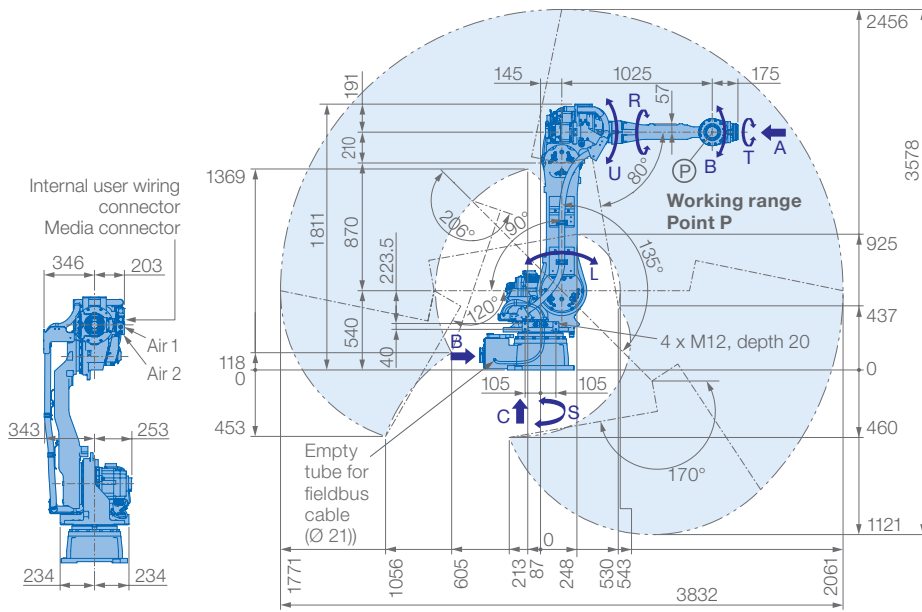 2456
145
1025
175
191
57
R
A
210
B
T
U
80°
P
1369
3578
Internal user wiring
connector
Media connector
Working range
Point P
206°
90°
1811
870
135°
925
346
203
223.5
L
120°
437
540
4 x M12, depth 20
Air 1
Air 2
B
118
40
0
0
105
105
C
S
453
460
343
253
Empty
tube for
fieldbus
cable
(Ø 21))
170°
1121
0
234
234
1771
1056
605
213
87
248
530
543
2061
3832